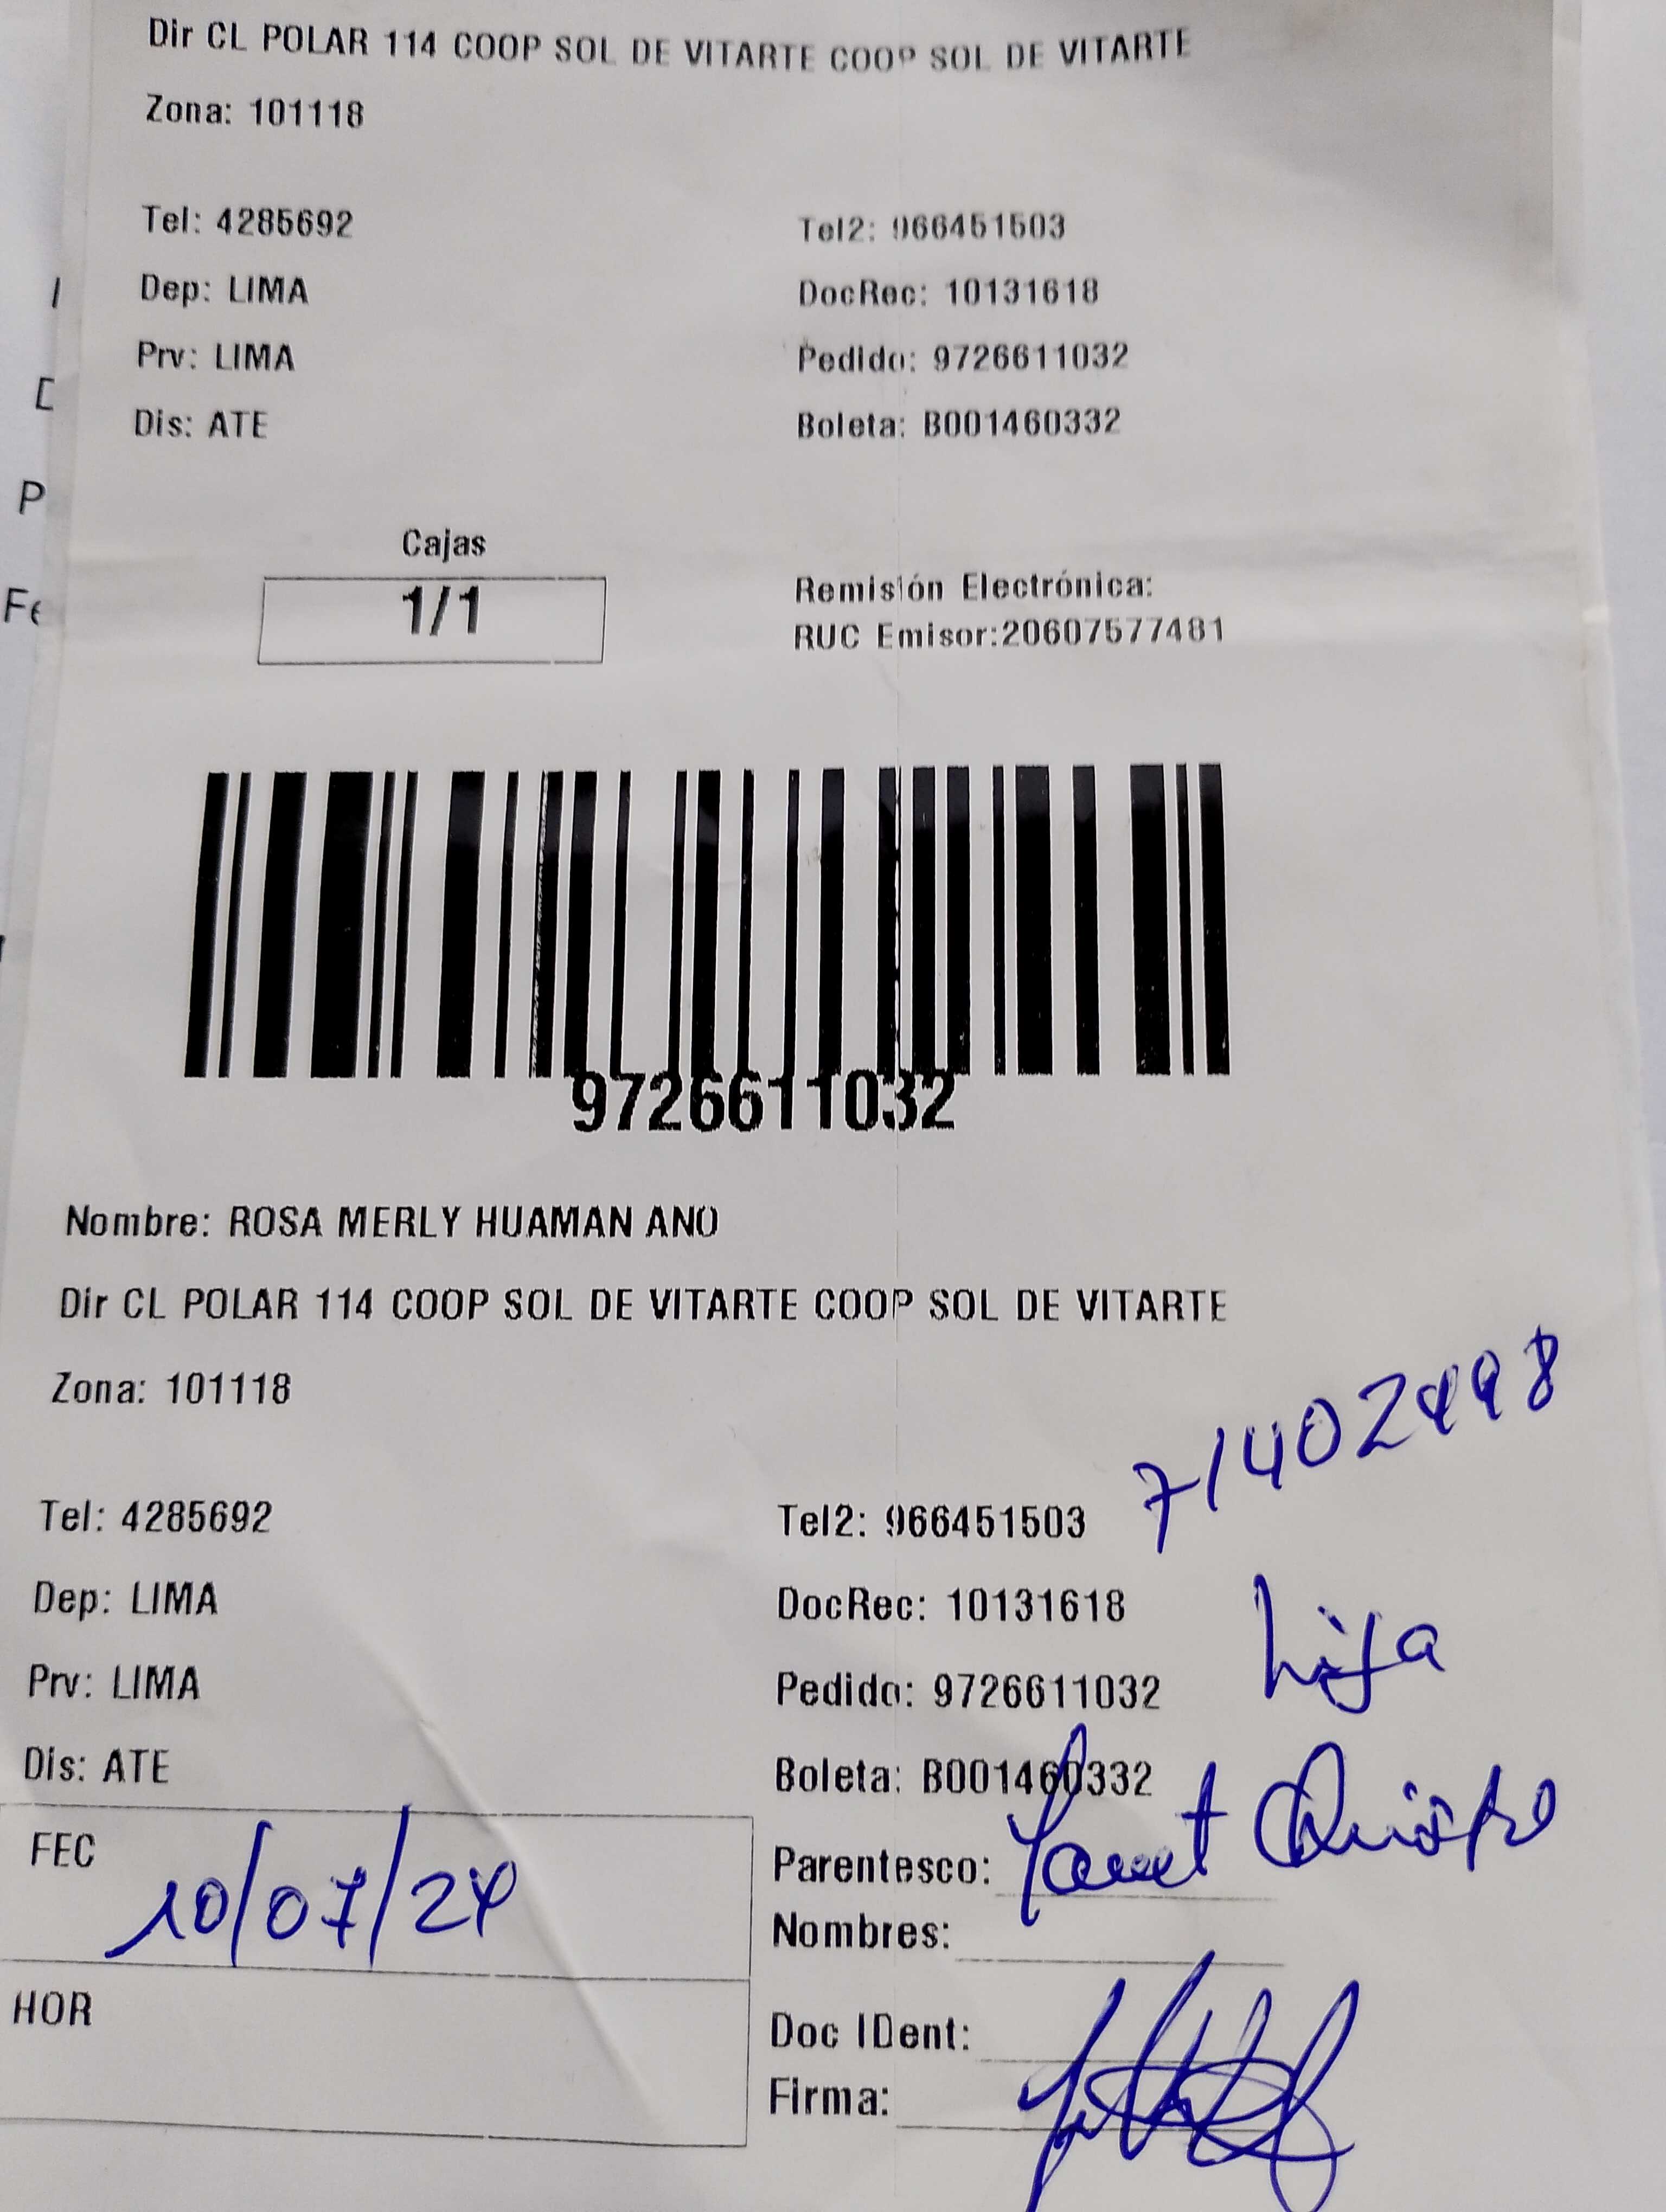 Dir CL POLAR 114 COOP SOL DE VITARTE COOP SOL DE VITARTE
Zona: 101118
Tel: 4285692 Tel2: 966451503
Dep: LIMA DocRec: 10131618
Prv: LIMA Pedido: 9726611032
Dis: ATE Boleta: B001460332
Cajas
1/1
Remisión Electrónica:
RUC Emisor:20607577481
9726611032
Nombre: ROSA MERLY HUAMAN ANO
Dir CL POLAR 114 COOP SOL DE VITARTE COOP SOL DE VITARTE
Zona: 101118
Tel: 4285692 Tel2: 966451503
Dep: LIMA DocRec: 10131618
Hija
Prv: LIMA Pedido: 9726611032
Dis: ATE Boleta: B001460332
FEC 10/07/24
Parentesco: Yanet Quispe
Nombres:
HOR
Doc IDent:
Firma: